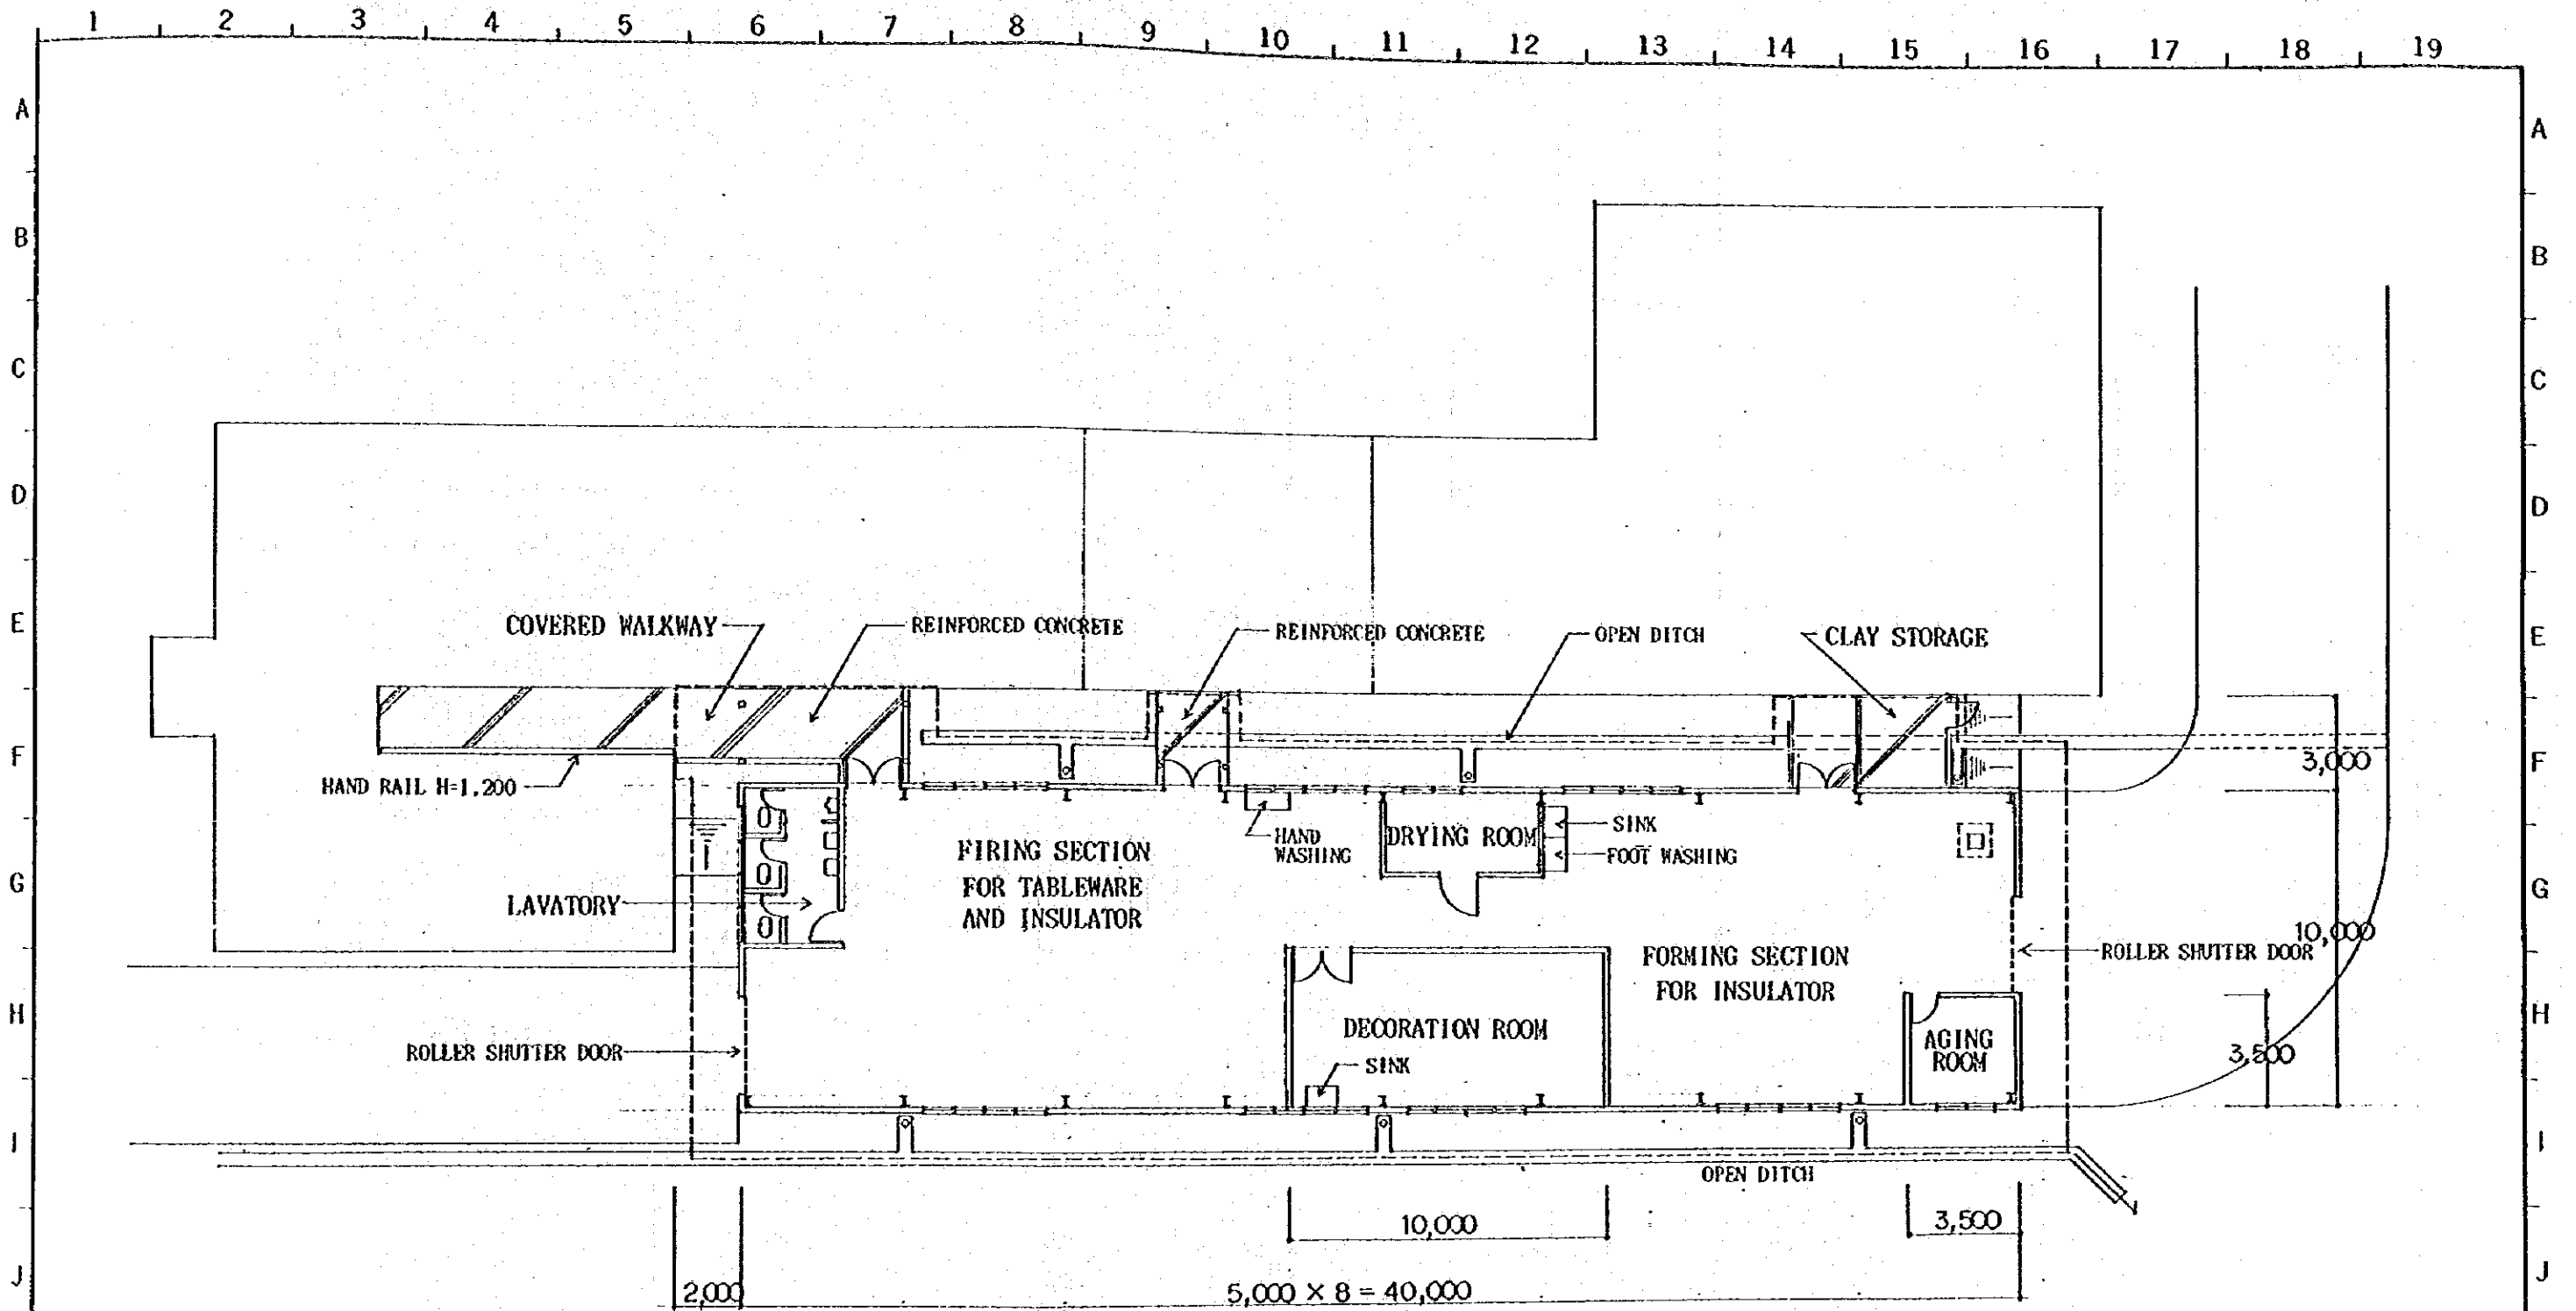 1 2 3 4 5 6 7 8 9 10 11 12 13 14 15 16 17 18 19
A A
B B
C C
D D
E E
COVERED WALKWAY
REINFORCED CONCRETE
REINFORCED CONCRETE
OPEN DITCH
CLAY STORAGE
F F
3,000
HAND RAIL H=1.200
HAND
WASHING
DRYING ROOM
SINK
FOOT WASHING
FIRING SECTION
FOR TABLEWARE
AND INSULATOR
G G
LAVATORY
10,000
FORMING SECTION
FOR INSULATOR
ROLLER SHUTTER DOOR
H H
DECORATION ROOM
AGING
ROOM
3,500
ROLLER SHUTTER DOOR
SINK
I I
OPEN DITCH
10,000
3,500
J J
2,000
5,000 × 8 = 40,000